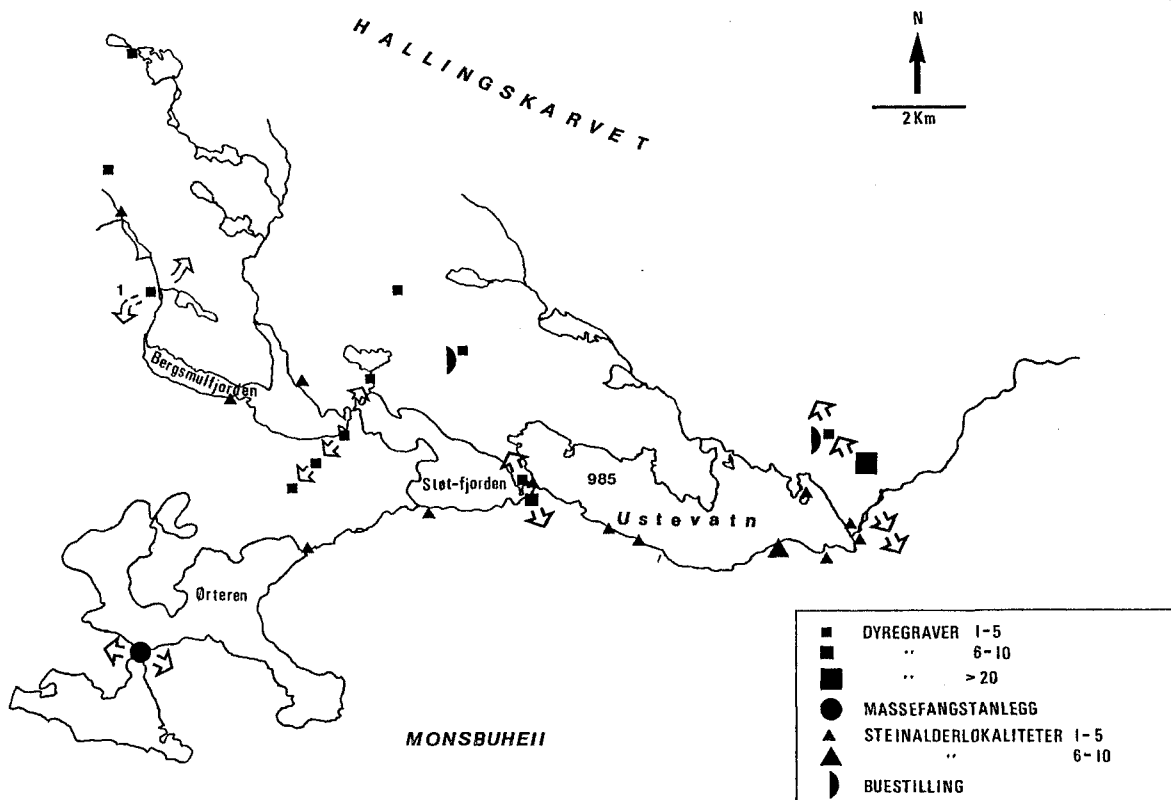 HALLINGSKARVET
N
2 Km
1
Bergsmulfjorden
Støt-fjorden
985
Ustevatn
Ørteren
MONSBUHEII
DYREGRAVER 1-5
" 6-10
" >20
MASSEFANGSTANLEGG
STEINALDERLOKALITETER 1-5
" 6-10
BUESTILLING